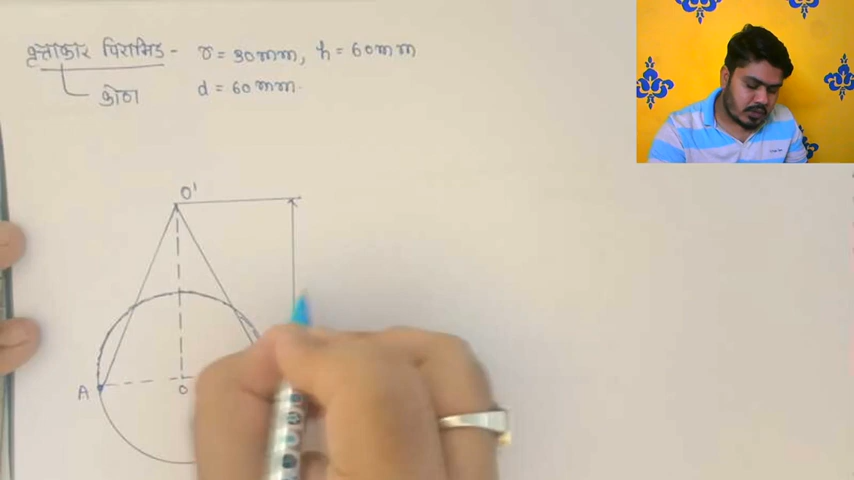 वृत्ताकार पिरामिड - r = 30mm, h = 60mm
कोण d = 60mm.
O'
A O